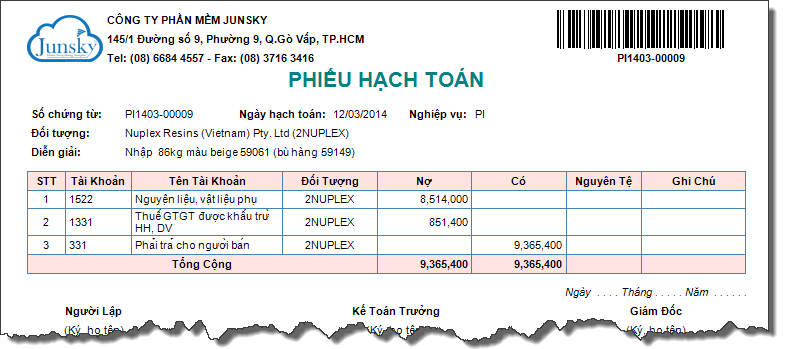 Junsky
CÔNG TY PHẦN MỀM JUNSKY
145/1 Đường số 9, Phường 9, Q.Gò Vấp, TP.HCM
Tel: (08) 6684 4557 - Fax: (08) 3716 3416
PI1403-00009
PHIẾU HẠCH TOÁN
Số chứng từ: PI1403-00009 Ngày hạch toán: 12/03/2014 Nghiệp vụ: PI
Đối tượng: Nuplex Resins (Vietnam) Pty. Ltd (2NUPLEX)
Diễn giải: Nhập 86kg màu beige 59061 (bù hàng 59149)
STT Tài Khoản Tên Tài Khoản Đối Tượng Nợ Có Nguyên Tệ Ghi Chú
1 1522 Nguyên liệu, vật liệu phụ 2NUPLEX 8,514,000
2 1331 Thuế GTGT được khấu trừ HH, DV 2NUPLEX 851,400
3 331 Phải trả cho người bán 2NUPLEX 9,365,400
Tổng Cộng 9,365,400 9,365,400
Ngày . . . . Tháng . . . . . Năm . . . . . .
Người Lập Kế Toán Trưởng Giám Đốc
(Ký, họ tên) (Ký, họ tên) (Ký, họ tên)